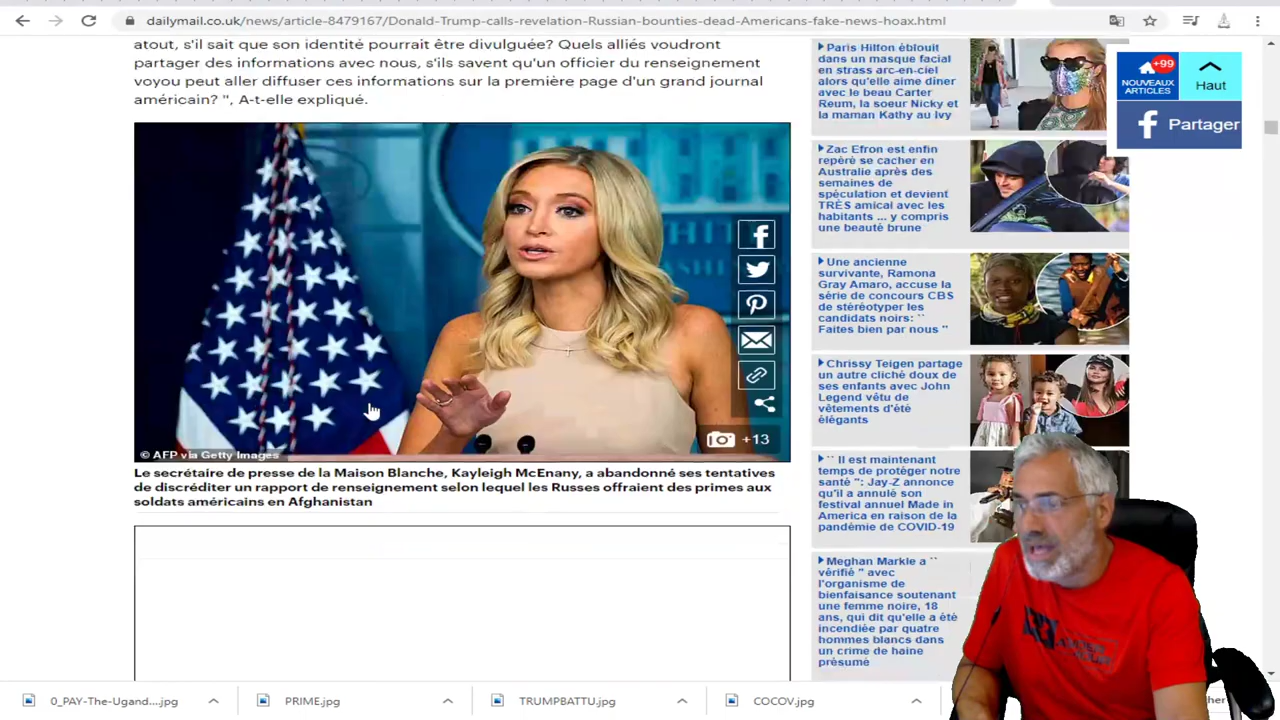 dailymail.co.uk/news/article-8479167/Donald-Trump-calls-revelation-Russian-bounties-dead-Americans-fake-news-hoax.html
atout, s'il sait que son identité pourrait être divulguée? Quels alliés voudront
partager des informations avec nous, s'ils savent qu'un officier du renseignement
voyou peut aller diffuser ces informations sur la première page d'un grand journal
américain? ", A-t-elle expliqué.
© AFP via Getty Images
+13
Le secrétaire de presse de la Maison Blanche, Kayleigh McEnany, a abandonné ses tentatives
de discréditer un rapport de renseignement selon lequel les Russes offraient des primes aux
soldats américains en Afghanistan
Paris Hilton éblouit
dans un masque facial
en strass arc-en-ciel
alors qu'elle aime dîner
avec le beau Carter
Reum, la soeur Nicky et
la maman Kathy au Ivy
Zac Efron est enfin
repéré se cacher en
Australie après des
semaines de
spéculation et devient
TRÈS amical avec les
habitants ... y compris
une beauté brune
Une ancienne
survivante, Ramona
Gray Amaro, accuse la
série de concours CBS
de stéréotyper les
candidats noirs: ``
Faites bien par nous ''
Chrissy Teigen partage
un autre cliché doux de
ses enfants avec John
Legend vêtu de
vêtements d'été
élégants
`` Il est maintenant
temps de protéger notre
santé '': Jay-Z annonce
qu'il a annulé son
festival annuel Made in
America en raison de la
pandémie de COVID-19
Meghan Markle a ``
vérifié '' avec
l'organisme de
bienfaisance soutenant
une femme noire, 18
ans, qui dit qu'elle a été
incendiée par quatre
hommes blancs dans
un crime de haine
présumé
+99
NOUVEAUX
ARTICLES
Haut
f Partager
0_PAY-The-Ugand....jpg
PRIME.jpg
TRUMPBATTU.jpg
COCOV.jpg